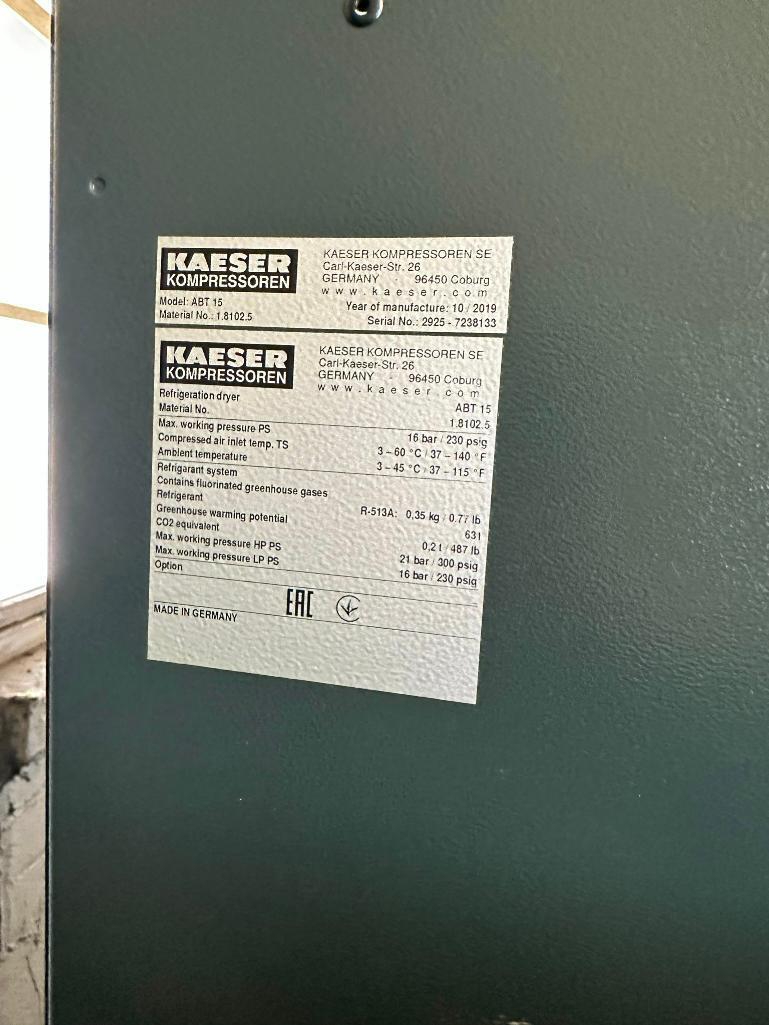 KAESER
KOMPRESSOREN
KAESER KOMPRESSOREN SE
Carl-Kaeser-Str. 26
GERMANY · 96450 Coburg
www.kaeser.com
Model: ABT 15
Year of manufacture: 10 / 2019
Material No.: 1.8102.5
Serial No.: 2925 - 7238133
KAESER
KOMPRESSOREN
KAESER KOMPRESSOREN SE
Carl-Kaeser-Str. 26
GERMANY · 96450 Coburg
www.kaeser.com
Refrigeration dryer ABT 15
Material No. 1.8102.5
Max. working pressure PS 16 bar / 230 psig
Compressed air inlet temp. TS 3 – 60 °C / 37 – 140 °F
Ambient temperature 3 – 45 °C / 37 – 115 °F
Refrigarant system
Contains fluorinated greenhouse gases
Refrigerant R-513A: 0,35 kg / 0.77 lb
Greenhouse warming potential 631
CO2 equivalent 0,2 t / 487 lb
Max. working pressure HP PS 21 bar / 300 psig
Max. working pressure LP PS 16 bar / 230 psig
Option
EAC
MADE IN GERMANY